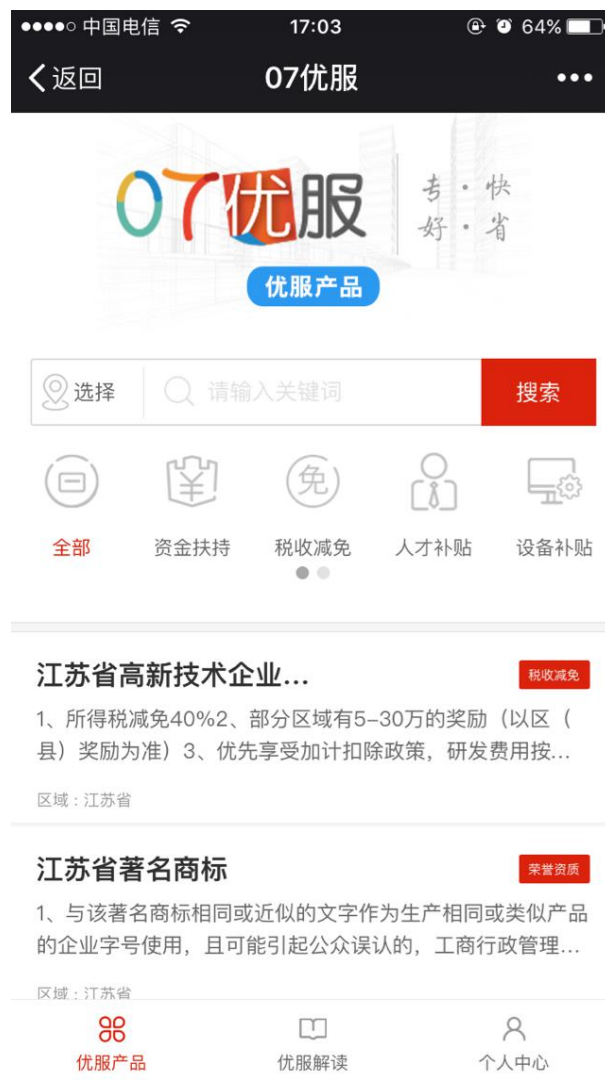 中国电信 17:03 64%
返回 07优服
07优服 专·快
好·省
优服产品
选择 请输入关键词 搜索
免
全部 资金扶持 税收减免 人才补贴 设备补贴
江苏省高新技术企业... 税收减免
1、所得税减免40%2、部分区域有5-30万的奖励（以区（
县）奖励为准）3、优先享受加计扣除政策，研发费用按...
区域：江苏省
江苏省著名商标 荣誉资质
1、与该著名商标相同或近似的文字作为生产相同或类似产品
的企业字号使用，且可能引起公众误认的，工商行政管理...
区域：江苏省
优服产品 优服解读 个人中心